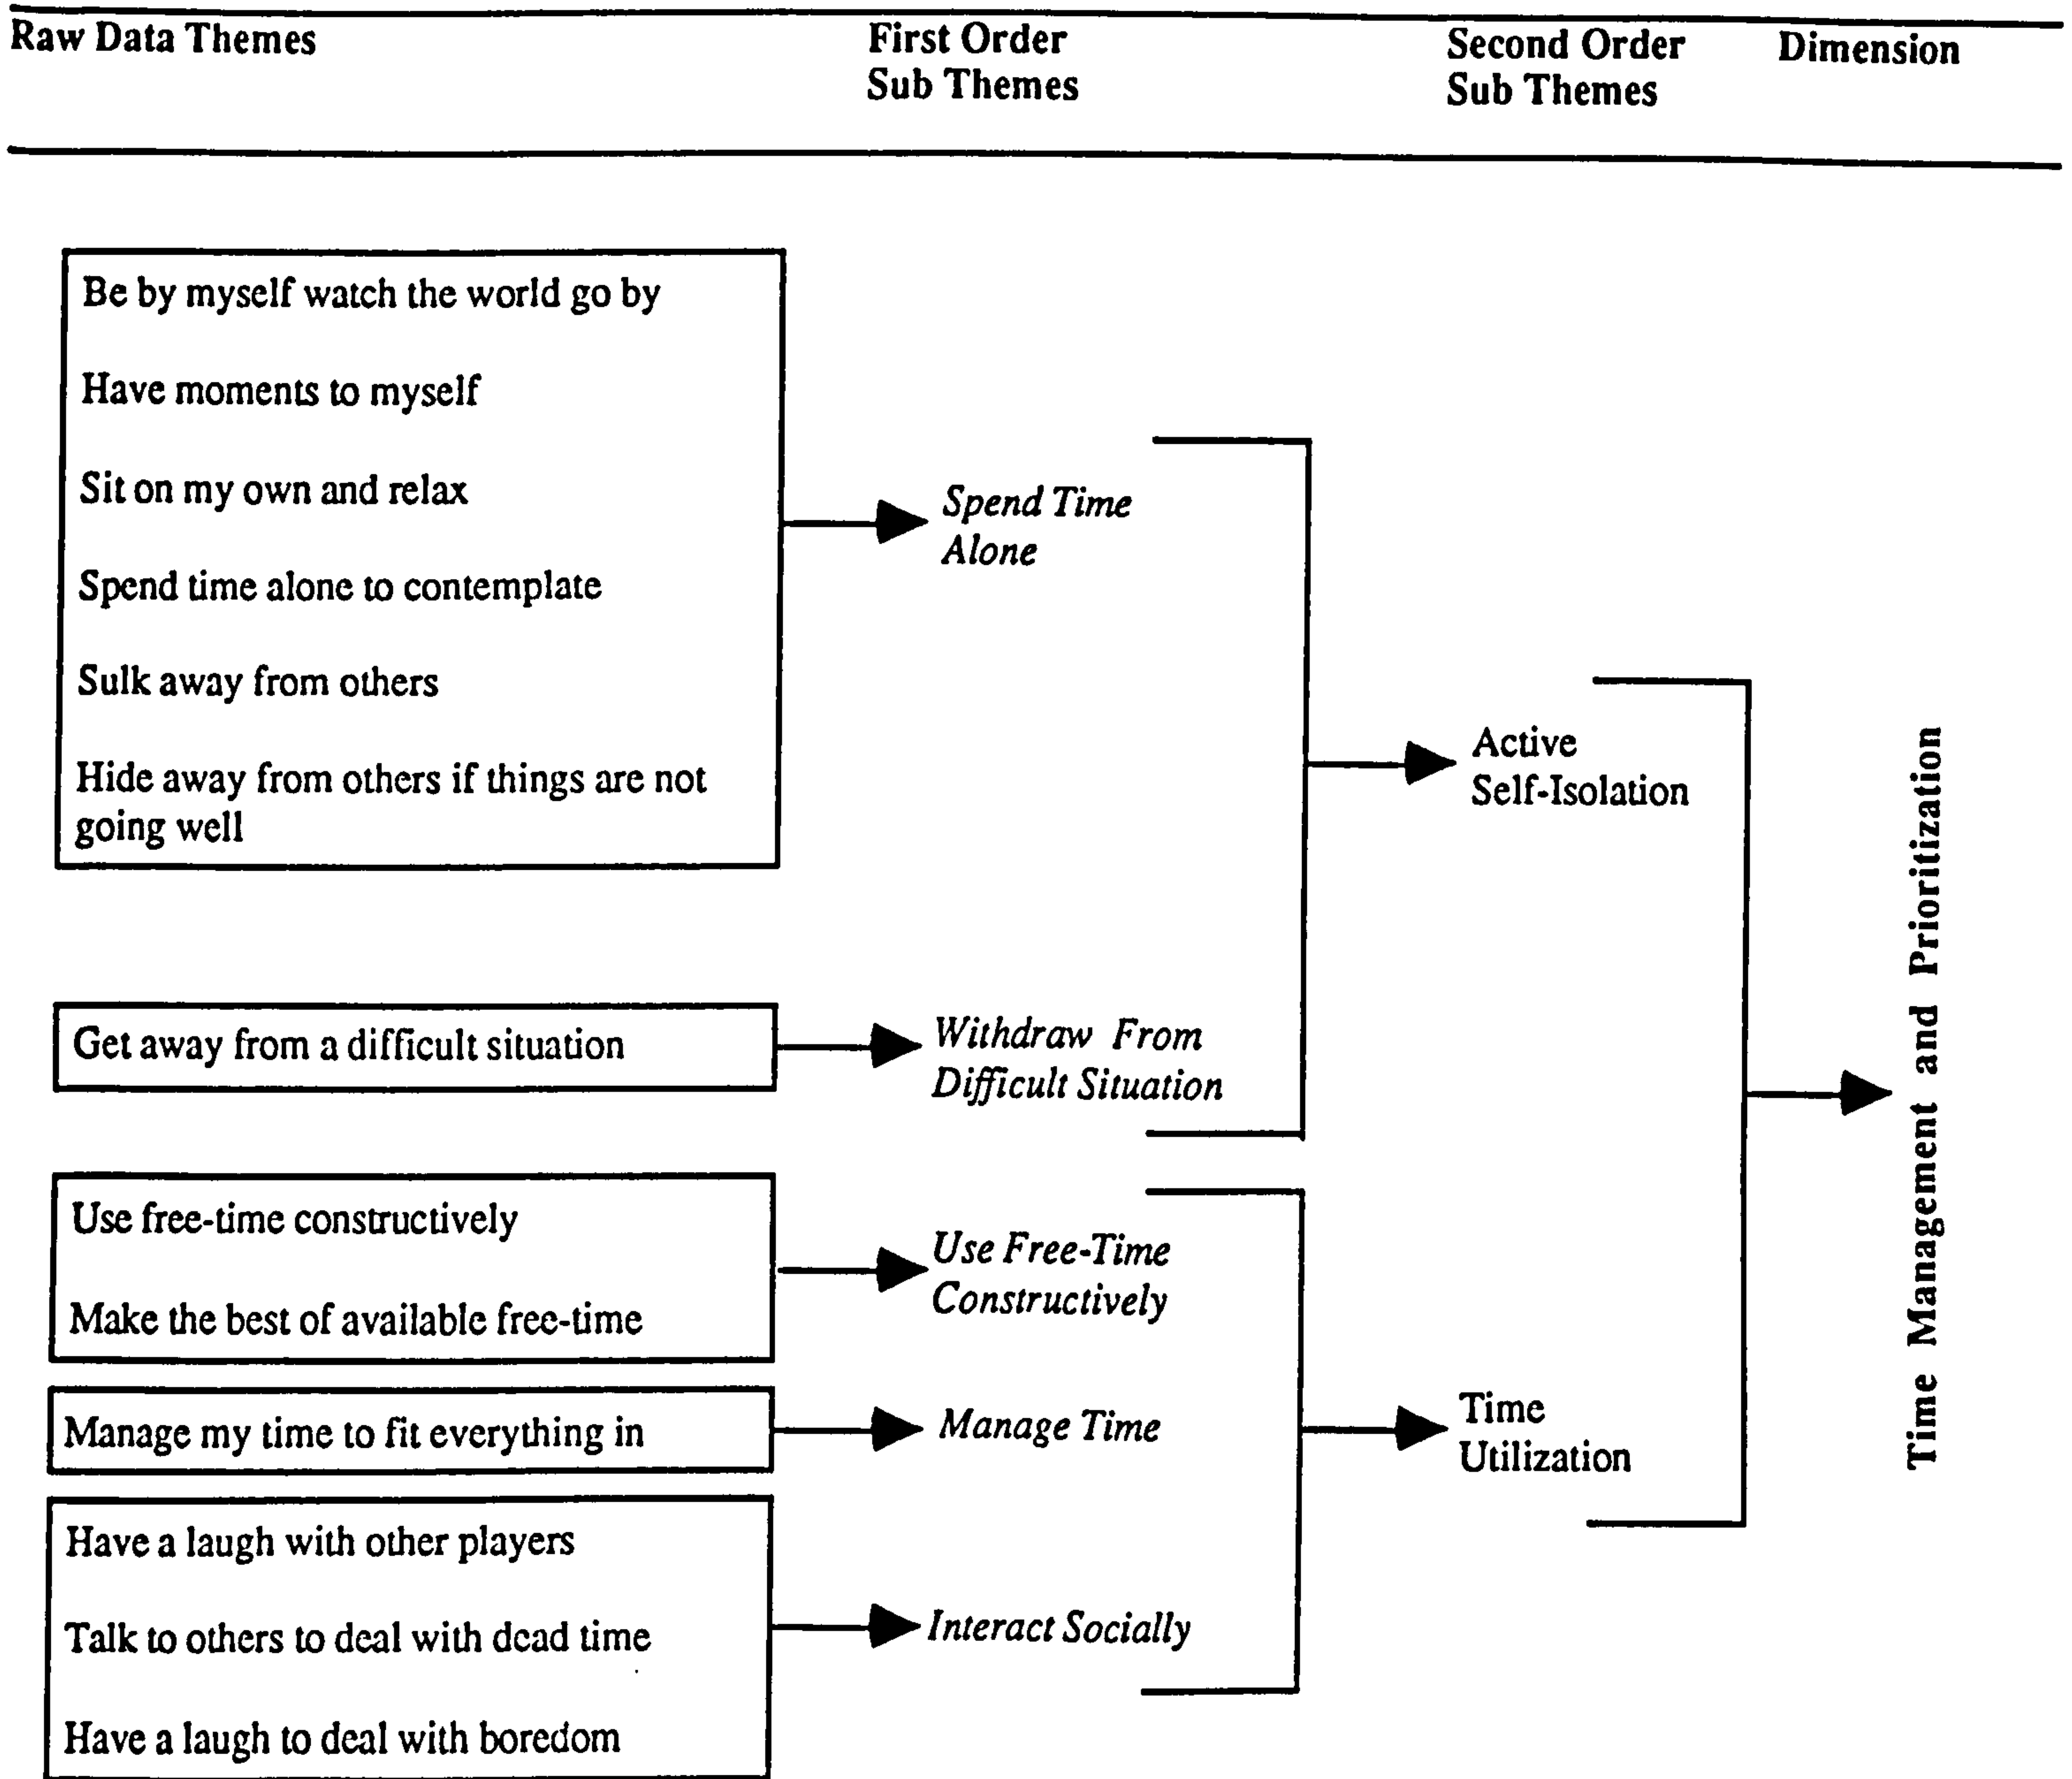 Raw Data Themes
First Order
Sub Themes
Second Order
Sub Themes
Dimension
Be by myself watch the world go by
Have moments to myself
Sit on my own and relax
Spend time alone to contemplate
Sulk away from others
Hide away from others if things are not
going well
Spend Time
Alone
Active
Self-Isolation
Get away from a difficult situation
Withdraw From
Difficult Situation
Use free-time constructively
Make the best of available free-time
Use Free-Time
Constructively
Manage my time to fit everything in
Manage Time
Time
Utilization
Have a laugh with other players
Talk to others to deal with dead time
Have a laugh to deal with boredom
Interact Socially
Time Management and Prioritization